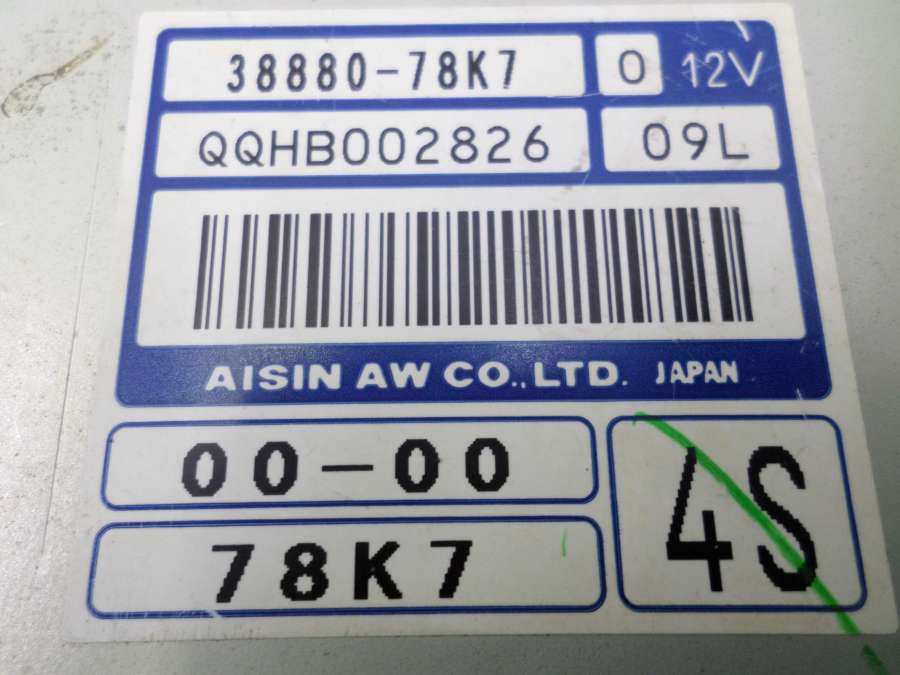 38880-78K7 0 12V
QQHB002826 09L
AISIN AW CO.,LTD. JAPAN
00-00
4S
78K7